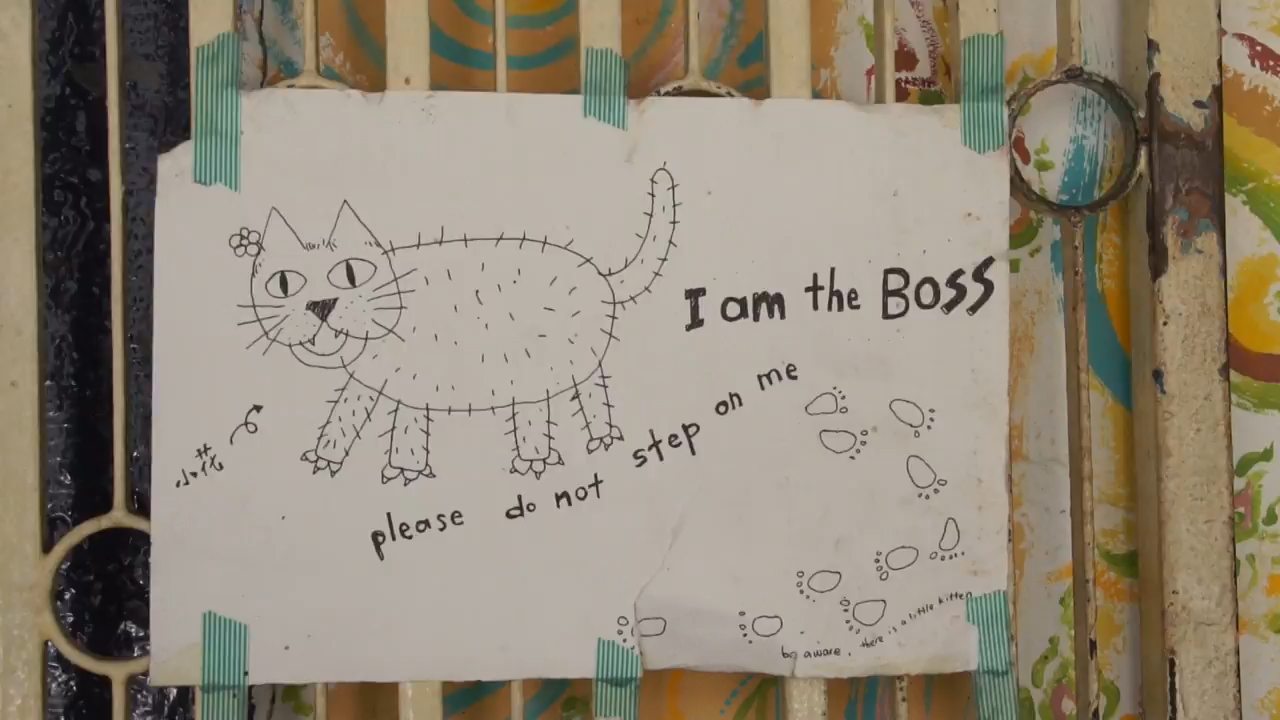 I am the BOSS
please do not step on me
小花
be aware, there is a little kitten